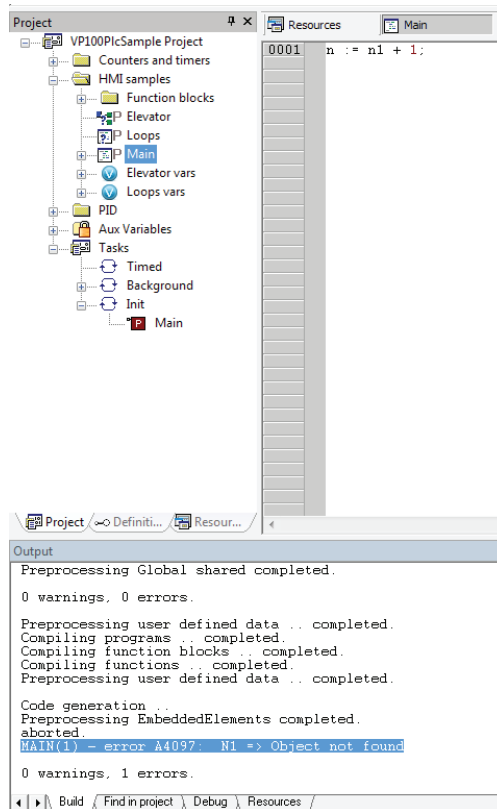 Project
VP100PlcSample Project
Counters and timers
HMI samples
Function blocks
P Elevator
P Loops
P Main
Elevator vars
Loops vars
PID
Aux Variables
Tasks
Timed
Background
Init
P Main
Project
Definiti...
Resour...
Resources
Main
0001 n := n1 + 1;
Output
Preprocessing Global shared completed.
0 warnings, 0 errors.
Preprocessing user defined data .. completed.
Compiling programs .. completed.
Compiling function blocks .. completed.
Compiling functions .. completed.
Preprocessing user defined data .. completed.
Code generation ..
Preprocessing EmbeddedElements completed.
aborted.
MAIN(1) - error A4097: N1 => Object not found
0 warnings, 1 errors.
Build / Find in project \ Debug \ Resources /